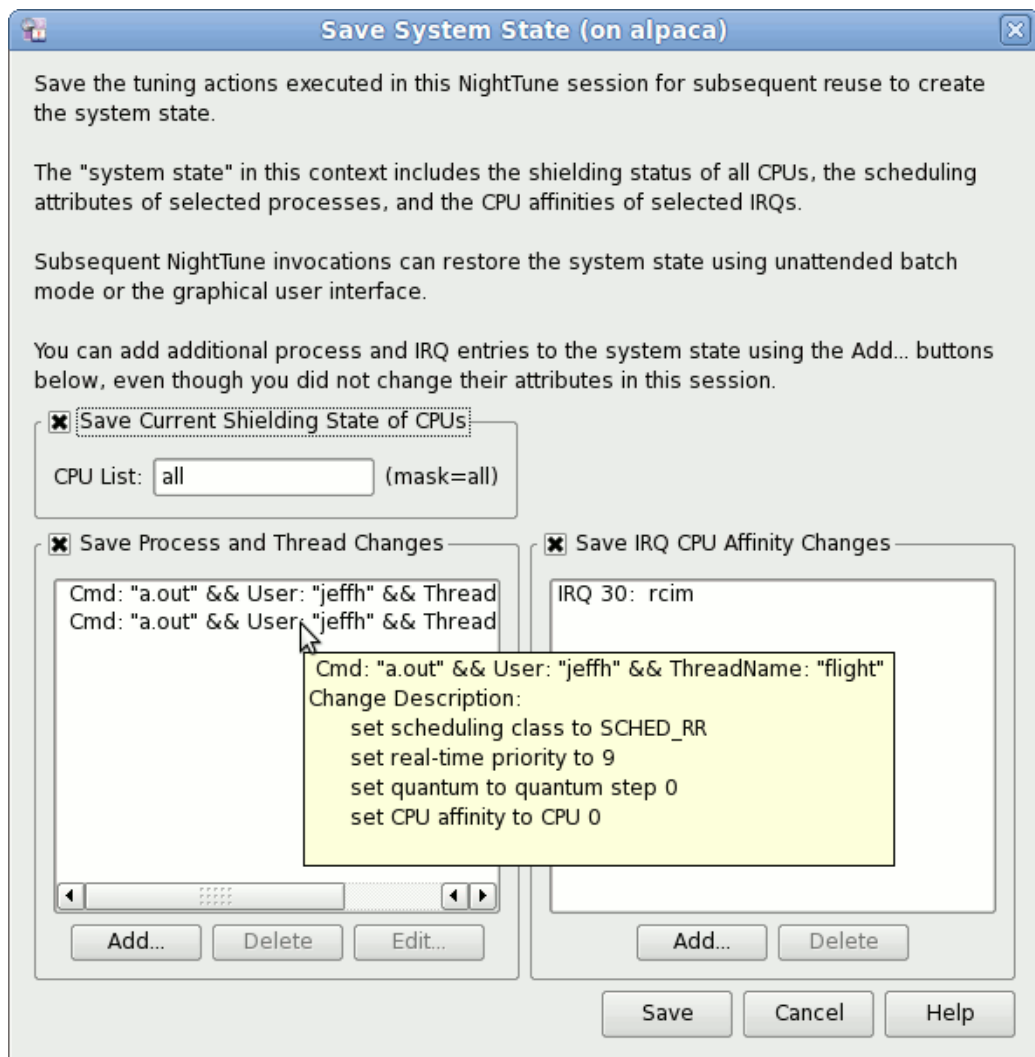 Save System State (on alpaca)
Save the tuning actions executed in this NightTune session for subsequent reuse to create
the system state.
The "system state" in this context includes the shielding status of all CPUs, the scheduling
attributes of selected processes, and the CPU affinities of selected IRQs.
Subsequent NightTune invocations can restore the system state using unattended batch
mode or the graphical user interface.
You can add additional process and IRQ entries to the system state using the Add... buttons
below, even though you did not change their attributes in this session.
Save Current Shielding State of CPUs
CPU List: all (mask=all)
Save Process and Thread Changes
Cmd: "a.out" && User: "jeffh" && Thread
Cmd: "a.out" && User: "jeffh" && Thread
Save IRQ CPU Affinity Changes
IRQ 30: rcim
Cmd: "a.out" && User: "jeffh" && ThreadName: "flight"
Change Description:
set scheduling class to SCHED_RR
set real-time priority to 9
set quantum to quantum step 0
set CPU affinity to CPU 0
Add... Delete Edit...
Add... Delete
Save Cancel Help